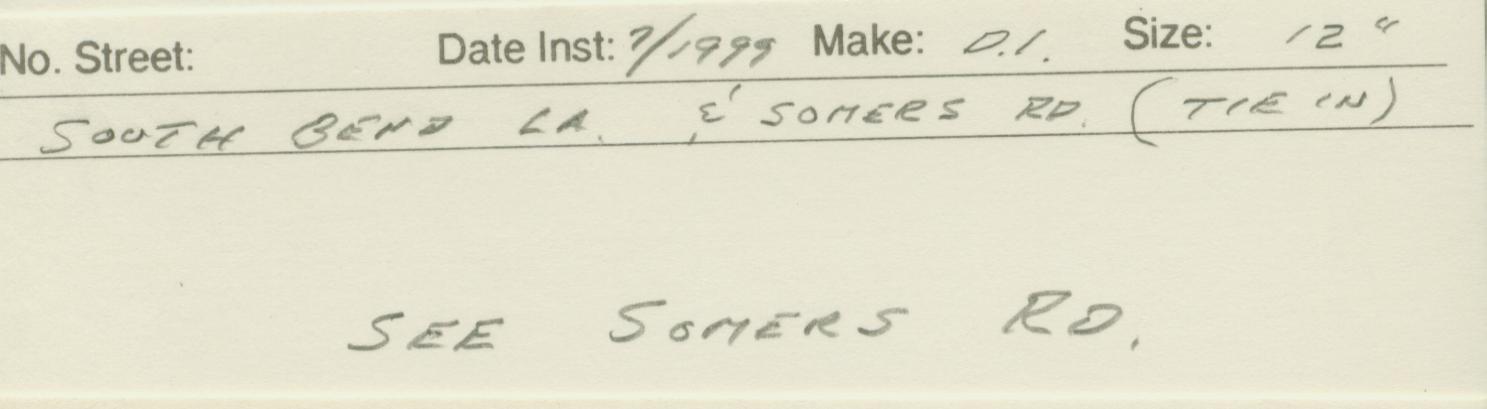 No. Street: Date Inst: 7/1999 Make: D.I. Size: 12"
SOUTH BEND LA. & SOMERS RD. (TIE IN)
SEE SOMERS RD.